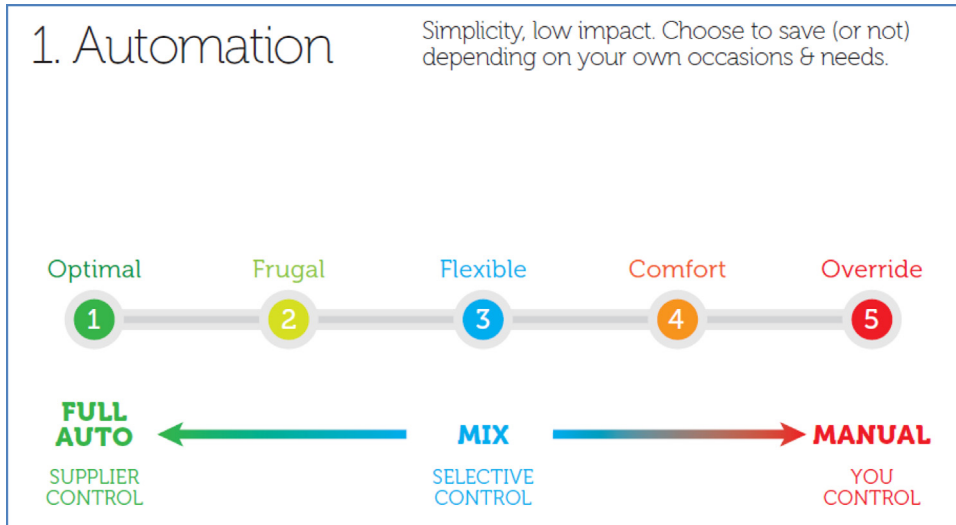 1. Automation
Simplicity, low impact. Choose to save (or not)
depending on your own occasions & needs.
Optimal
Frugal
Flexible
Comfort
Override
1
2
3
4
5
FULL
AUTO
MIX
MANUAL
SUPPLIER
CONTROL
SELECTIVE
CONTROL
YOU
CONTROL